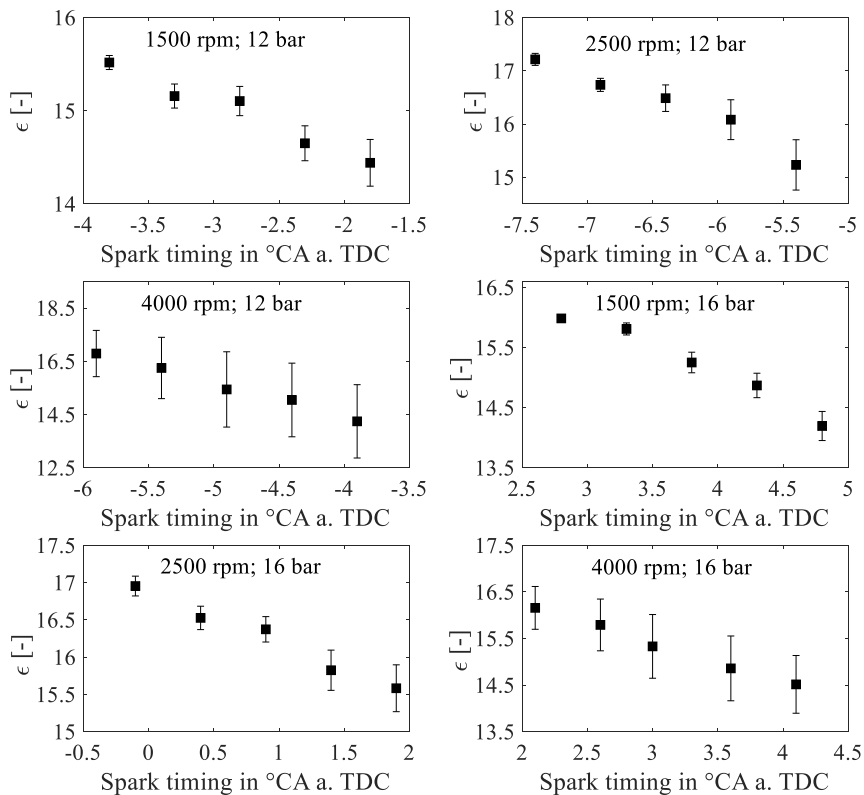 1500 rpm; 12 bar
16
15.5
15
14
ϵ [-]
-4 -3.5 -3 -2.5 -2 -1.5
Spark timing in °CA a. TDC
2500 rpm; 12 bar
18
17
16
15
ϵ [-]
-7.5 -7 -6.5 -6 -5.5 -5
Spark timing in °CA a. TDC
4000 rpm; 12 bar
18.5
16.5
14.5
12.5
ϵ [-]
-6 -5.5 -5 -4.5 -4 -3.5
Spark timing in °CA a. TDC
1500 rpm; 16 bar
16.5
15.5
14.5
13.5
ϵ [-]
2.5 3 3.5 4 4.5 5
Spark timing in °CA a. TDC
2500 rpm; 16 bar
17.5
17
16.5
16
15.5
15
ϵ [-]
-0.5 0 0.5 1 1.5 2
Spark timing in °CA a. TDC
4000 rpm; 16 bar
17.5
16.5
15.5
14.5
13.5
ϵ [-]
2 2.5 3 3.5 4 4.5
Spark timing in °CA a. TDC